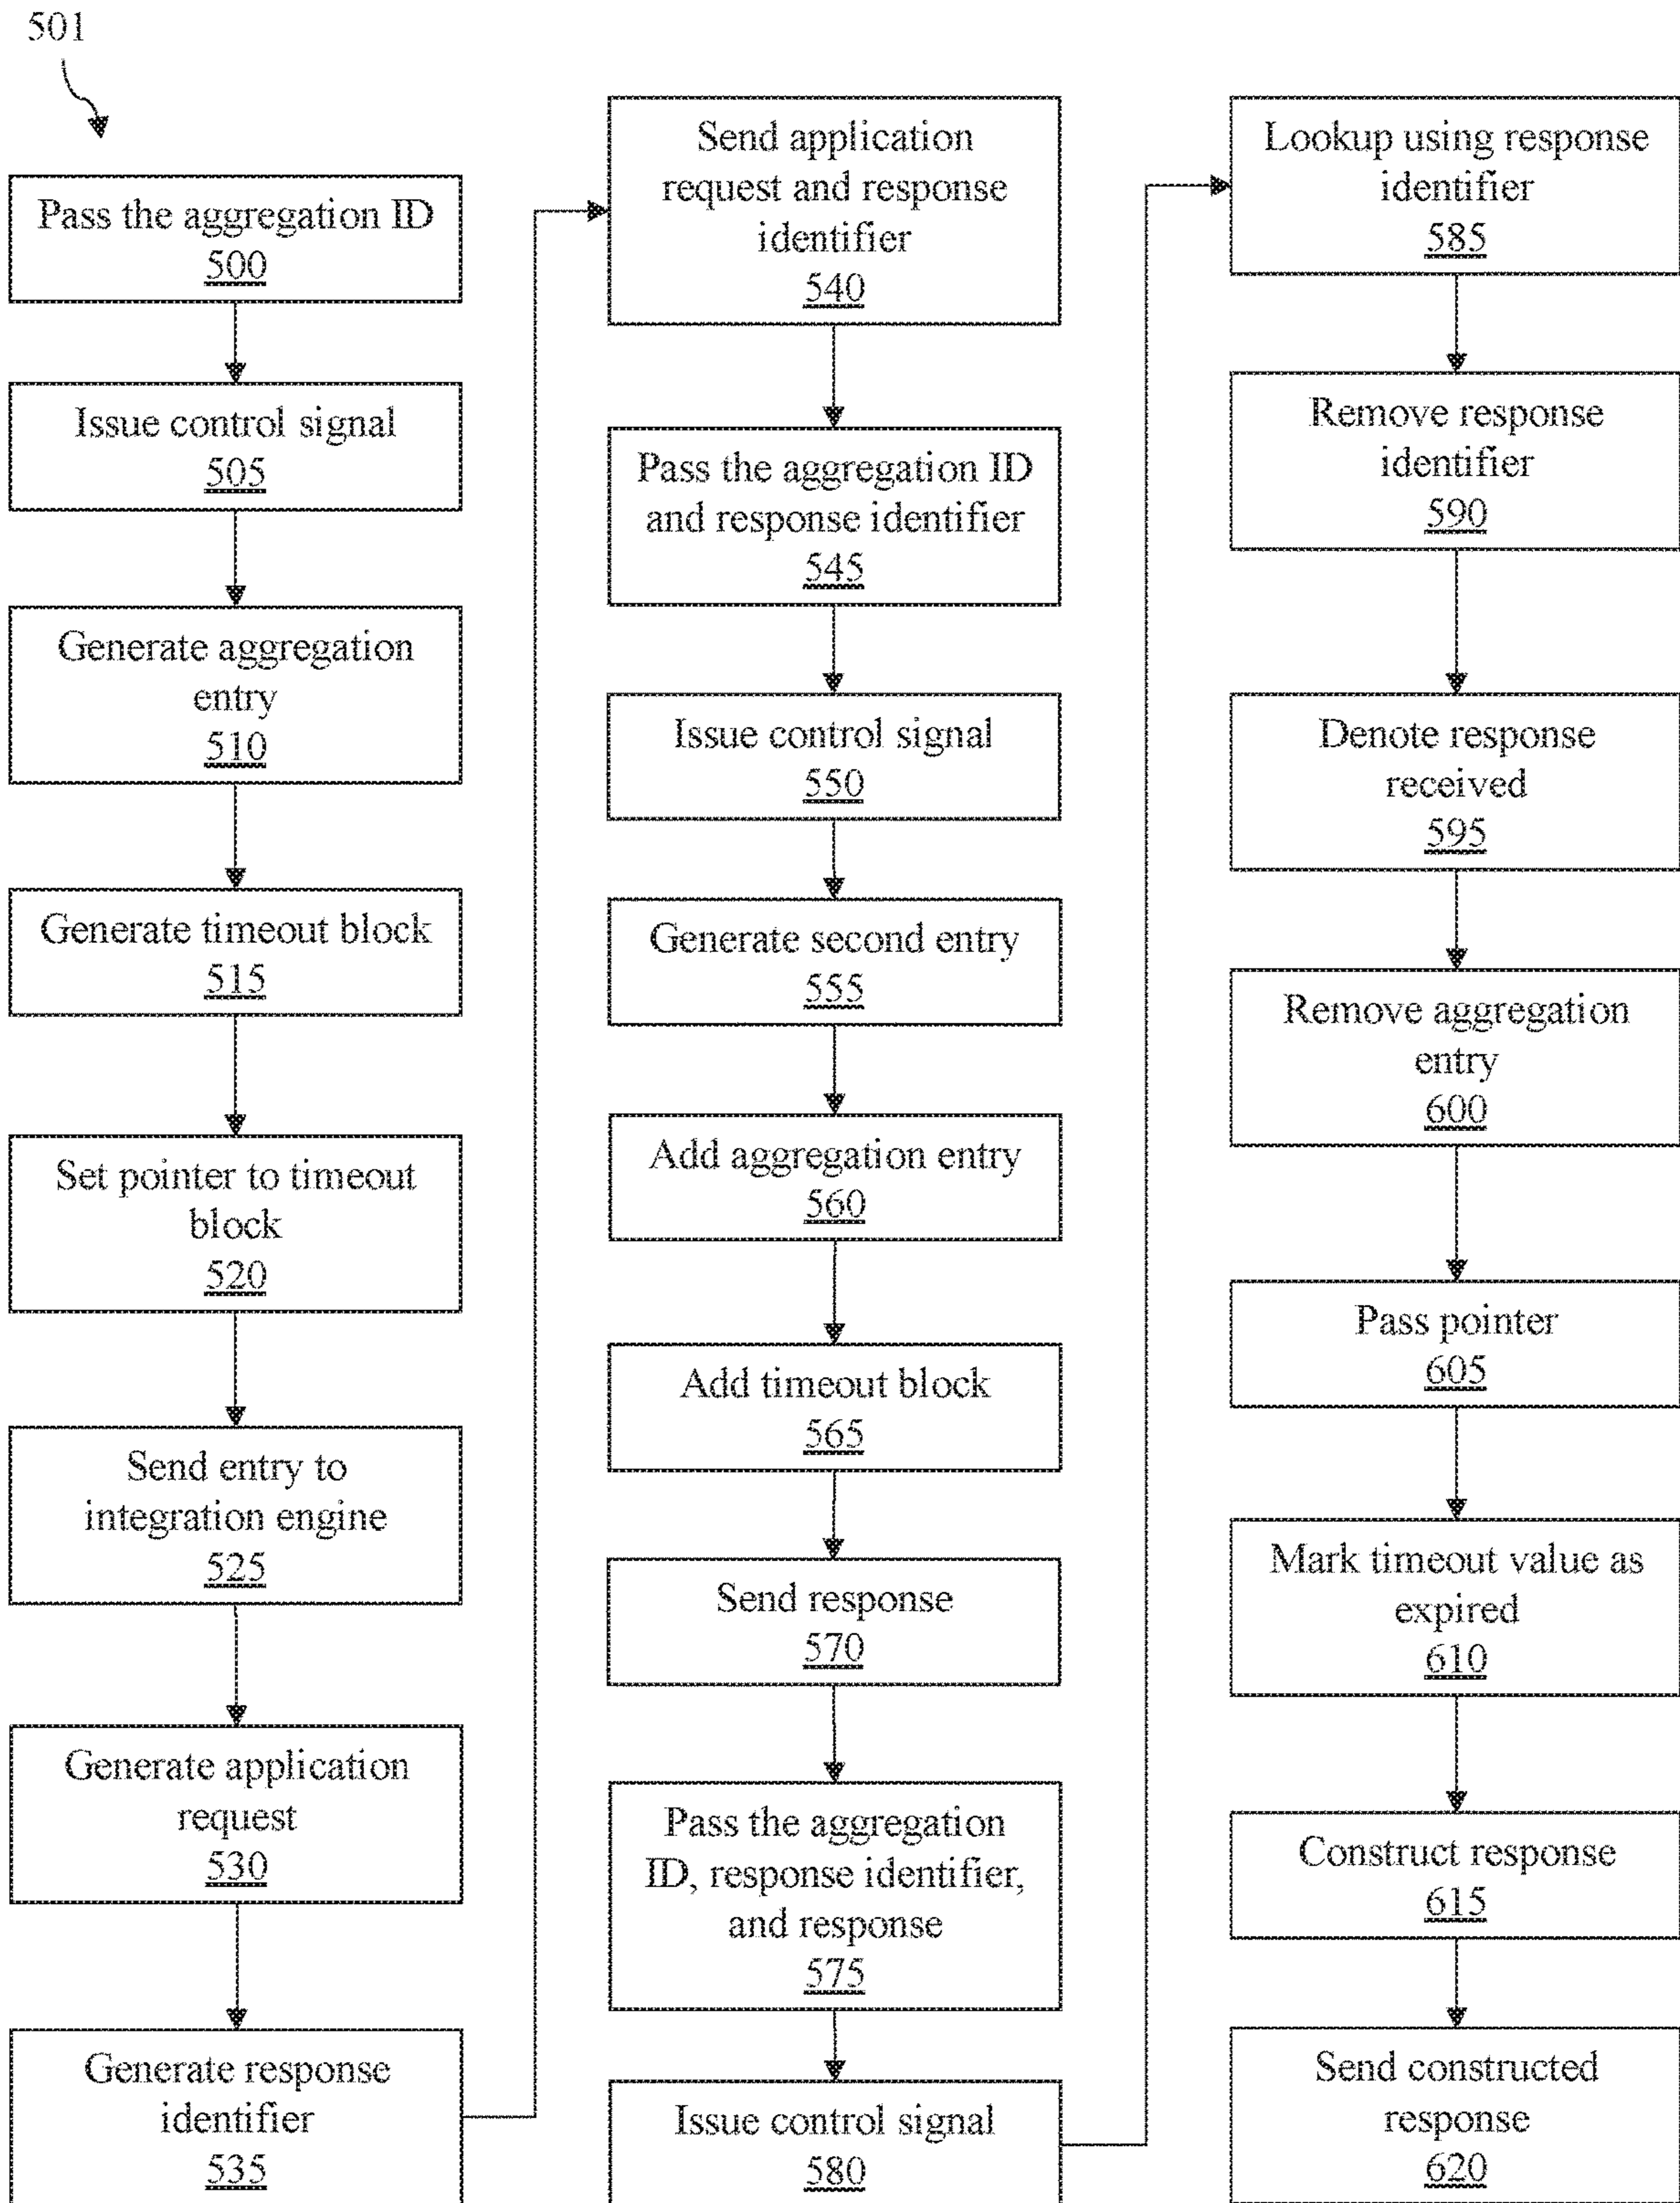 501
Pass the aggregation ID
500
Issue control signal
505
Generate aggregation
entry
510
Generate timeout block
515
Set pointer to timeout
block
520
Send entry to
integration engine
525
Generate application
request
530
Generate response
identifier
535
Send application
request and response
identifier
540
Pass the aggregation ID
and response identifier
545
Issue control signal
550
Generate second entry
555
Add aggregation entry
560
Add timeout block
565
Send response
570
Pass the aggregation
ID, response identifier,
and response
575
Issue control signal
580
Lookup using response
identifier
585
Remove response
identifier
590
Denote response
received
595
Remove aggregation
entry
600
Pass pointer
605
Mark timeout value as
expired
610
Construct response
615
Send constructed
response
620